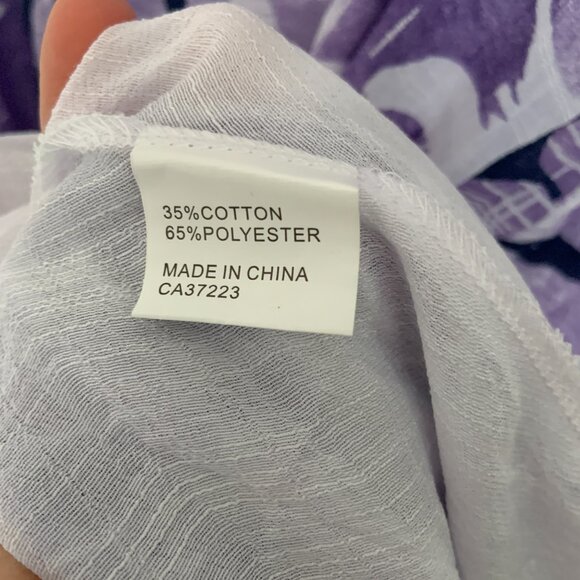 35%COTTON
65%POLYESTER
MADE IN CHINA
CA37223